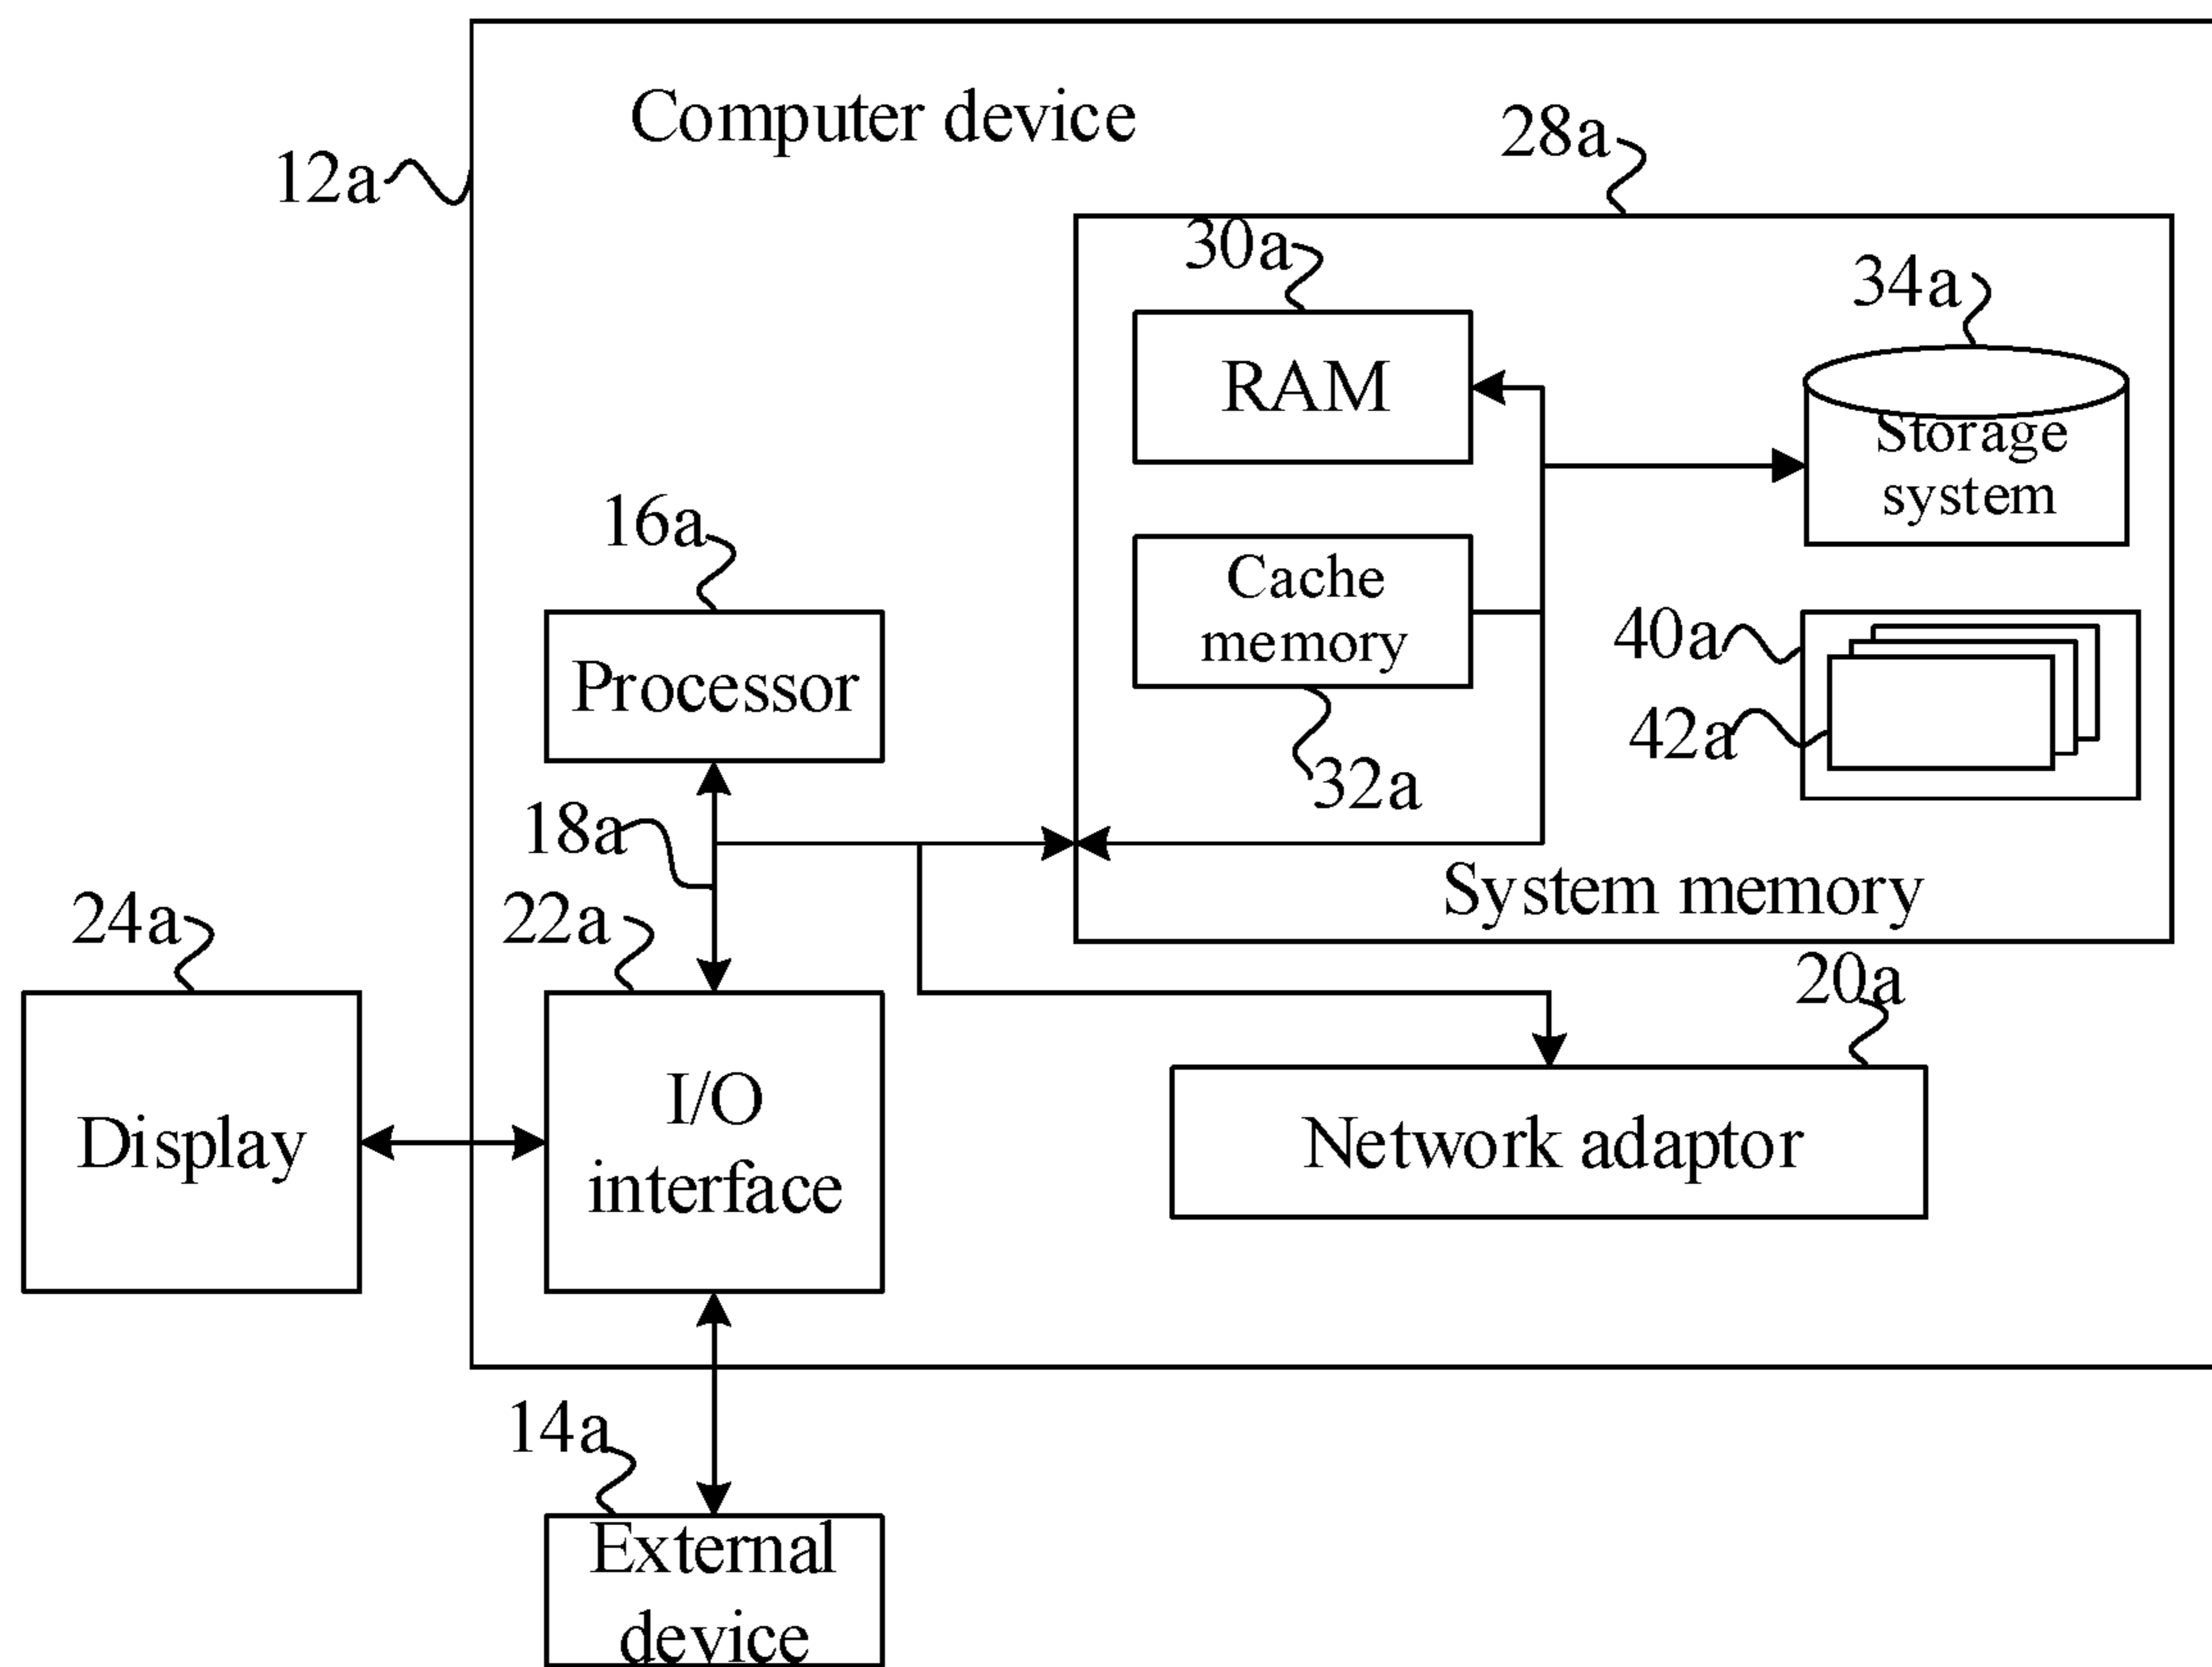 Computer device
12a
28a
30a
34a
RAM
Storage
system
16a
Cache
memory
40a
Processor
42a
32a
18a
System memory
24a
22a
20a
Display
I/O
interface
Network adaptor
14a
External
device